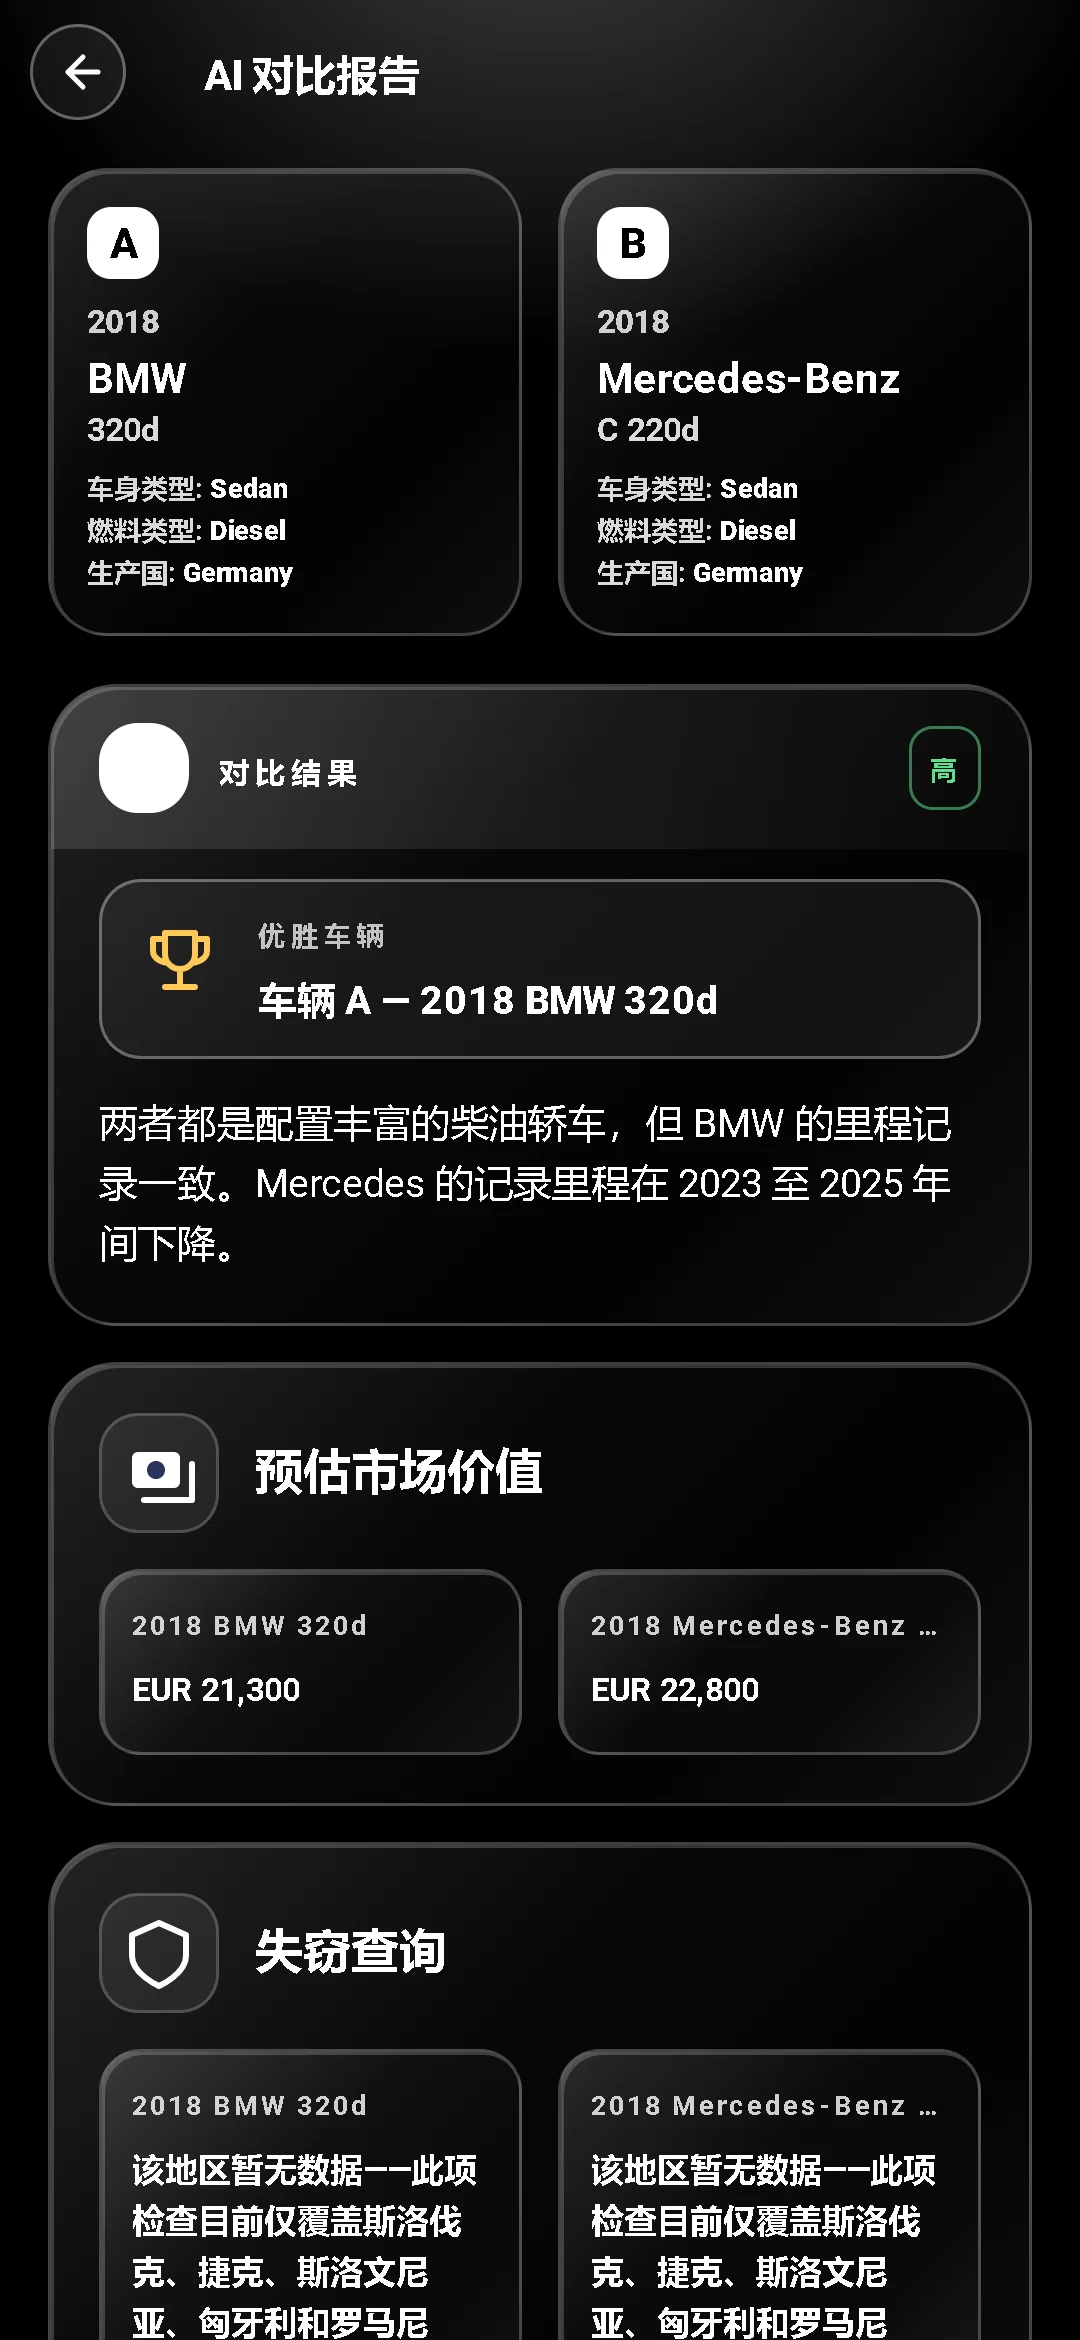 AI 对比报告
A
2018
BMW
320d
车身类型: Sedan
燃料类型: Diesel
生产国: Germany
B
2018
Mercedes-Benz
C 220d
车身类型: Sedan
燃料类型: Diesel
生产国: Germany
对比结果
高
优胜车辆
车辆 A – 2018 BMW 320d
两者都是配置丰富的柴油轿车，但 BMW 的里程记
录一致。Mercedes 的记录里程在 2023 至 2025 年
间下降。
预估市场价值
2018 BMW 320d
EUR 21,300
2018 Mercedes-Benz ...
EUR 22,800
失窃查询
2018 BMW 320d
该地区暂无数据——此项
检查目前仅覆盖斯洛伐
克、捷克、斯洛文尼
亚、匈牙利和罗马尼
2018 Mercedes-Benz ...
该地区暂无数据——此项
检查目前仅覆盖斯洛伐
克、捷克、斯洛文尼
亚、匈牙利和罗马尼